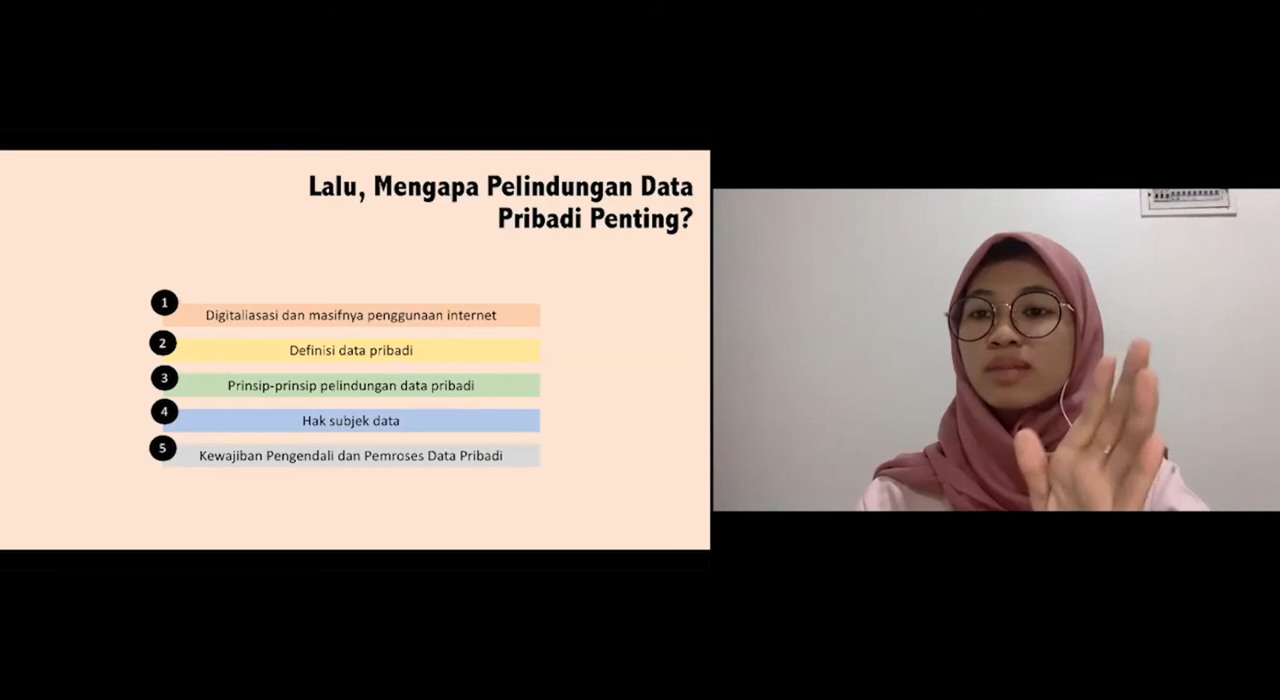 Lalu, Mengapa Pelindungan Data
Pribadi Penting?
1
Digitaliasasi dan masifnya penggunaan internet
2
Definisi data pribadi
3
Prinsip-prinsip pelindungan data pribadi
4
Hak subjek data
5
Kewajiban Pengendali dan Pemroses Data Pribadi